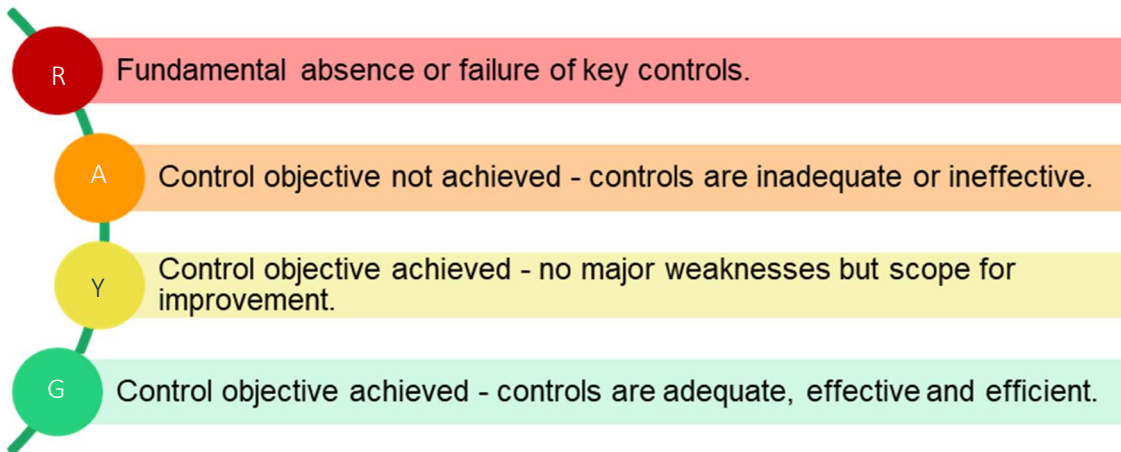 R
Fundamental absence or failure of key controls.
A
Control objective not achieved - controls are inadequate or ineffective.
Y
Control objective achieved - no major weaknesses but scope for
improvement.
G
Control objective achieved - controls are adequate, effective and efficient.